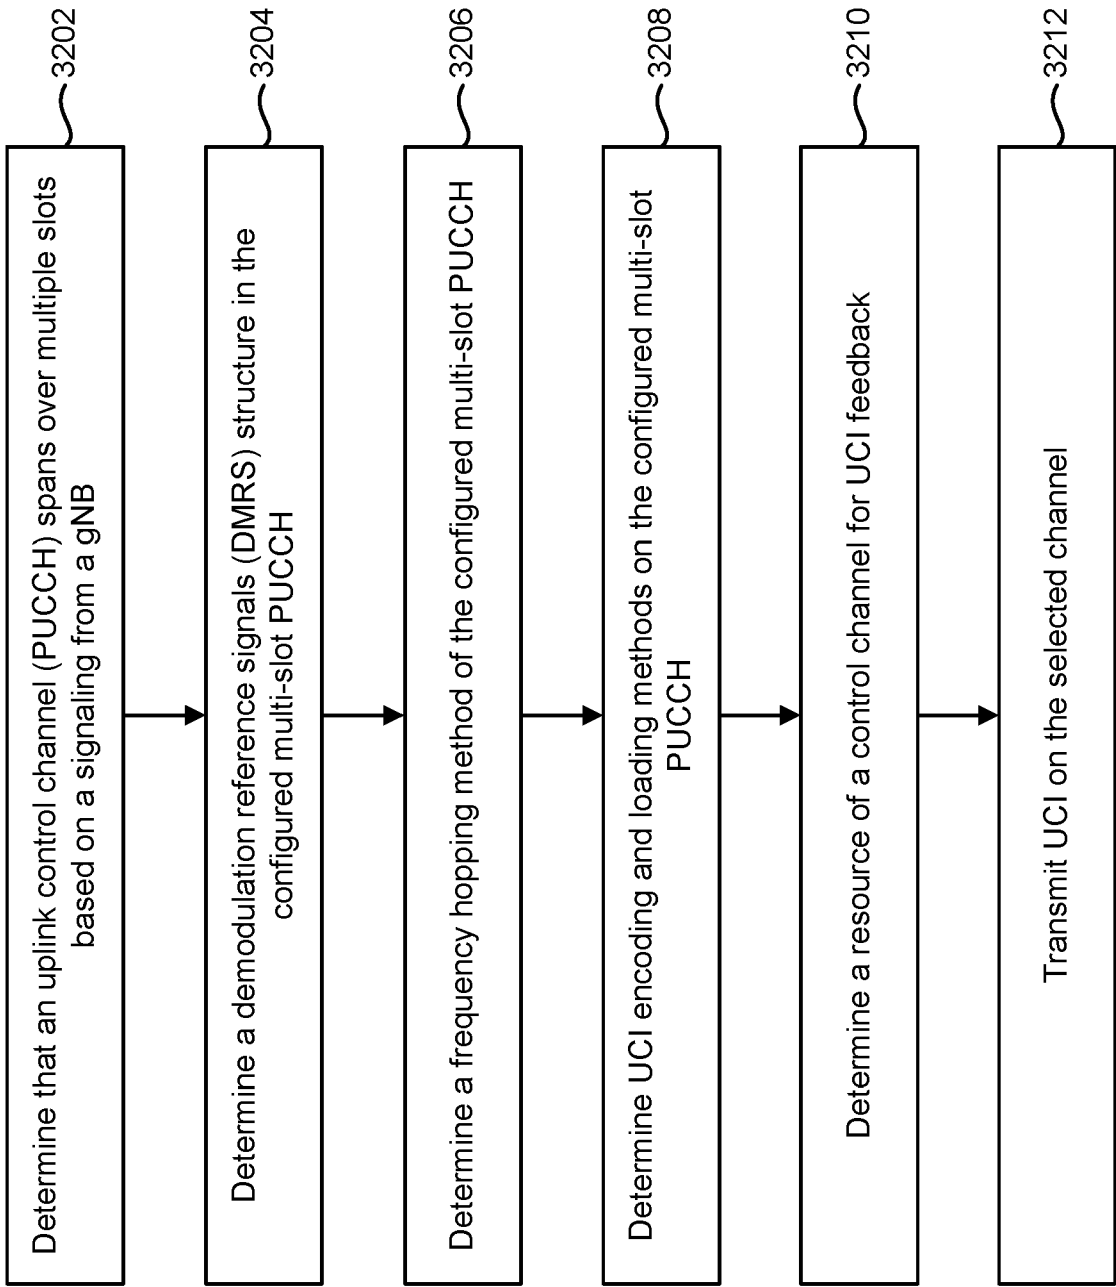 Determine that an uplink control channel (PUCCH) spans over multiple slots
based on a signaling from a gNB
3202
Determine a demodulation reference signals (DMRS) structure in the
configured multi-slot PUCCH
3204
Determine a frequency hopping method of the configured multi-slot PUCCH
3206
Determine UCI encoding and loading methods on the configured multi-slot
PUCCH
3208
Determine a resource of a control channel for UCI feedback
3210
Transmit UCI on the selected channel
3212